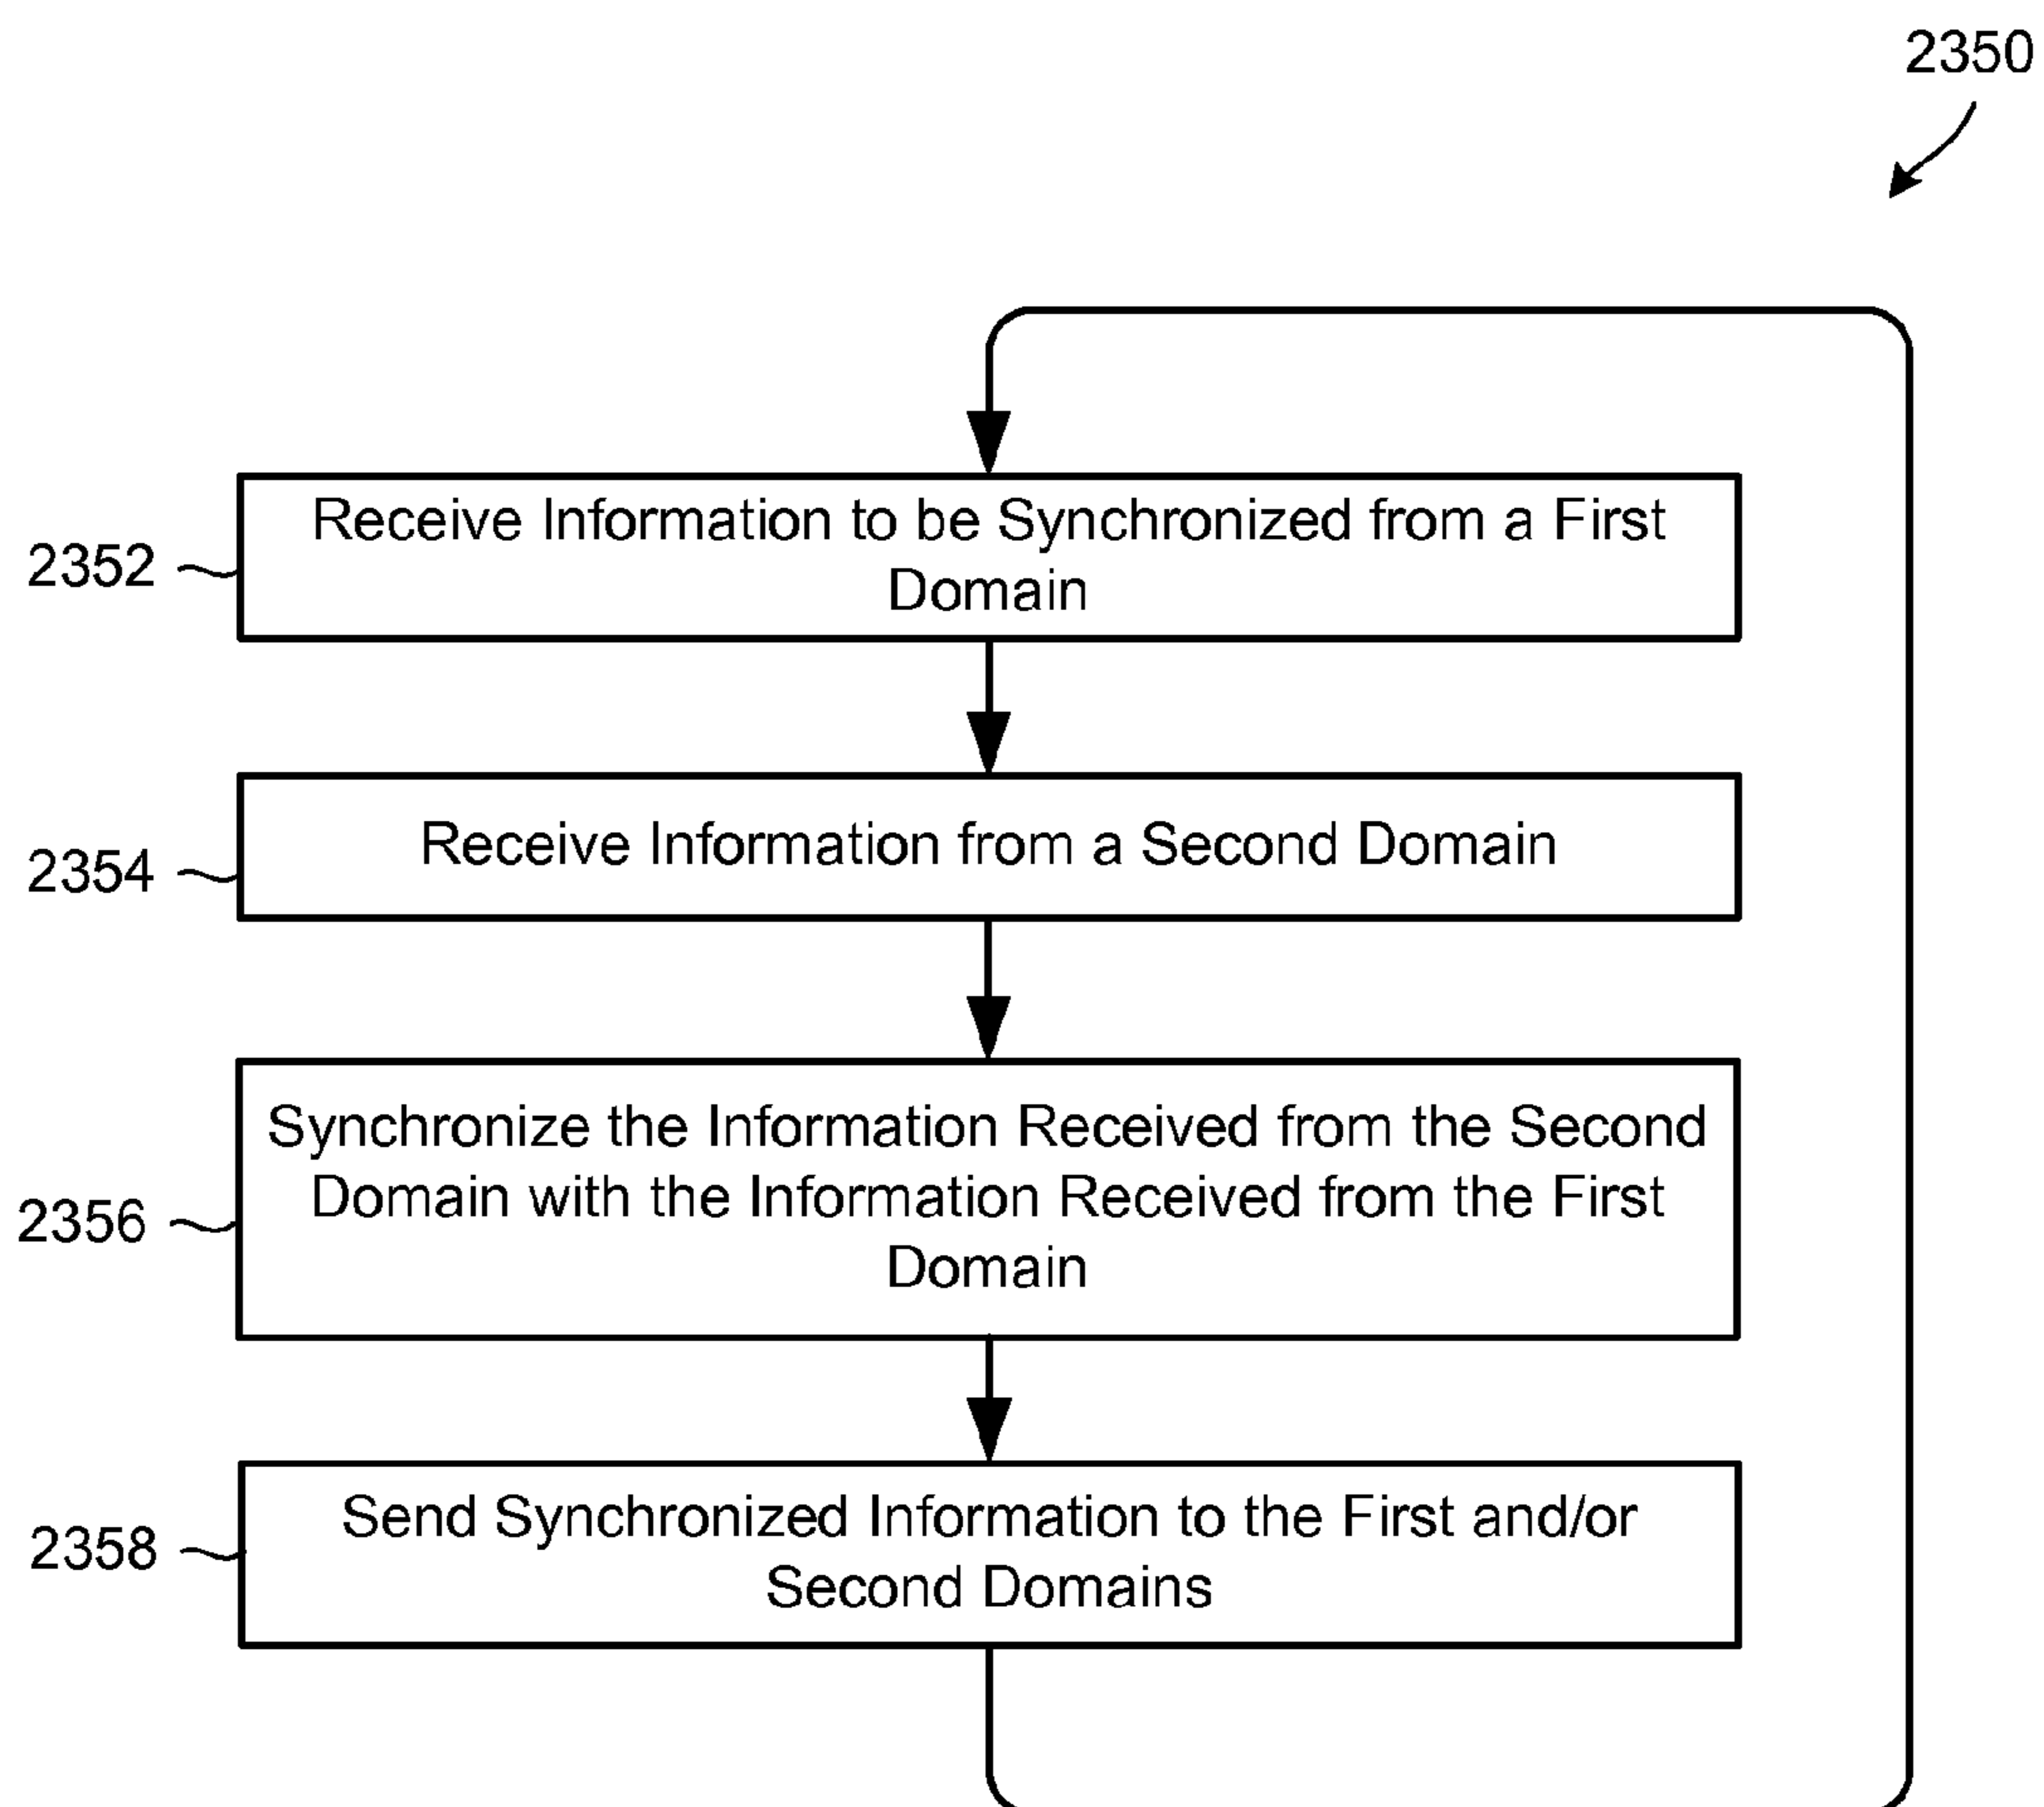 2350
2352
Receive Information to be Synchronized from a First
Domain
2354
Receive Information from a Second Domain
2356
Synchronize the Information Received from the Second
Domain with the Information Received from the First
Domain
2358
Send Synchronized Information to the First and/or
Second Domains